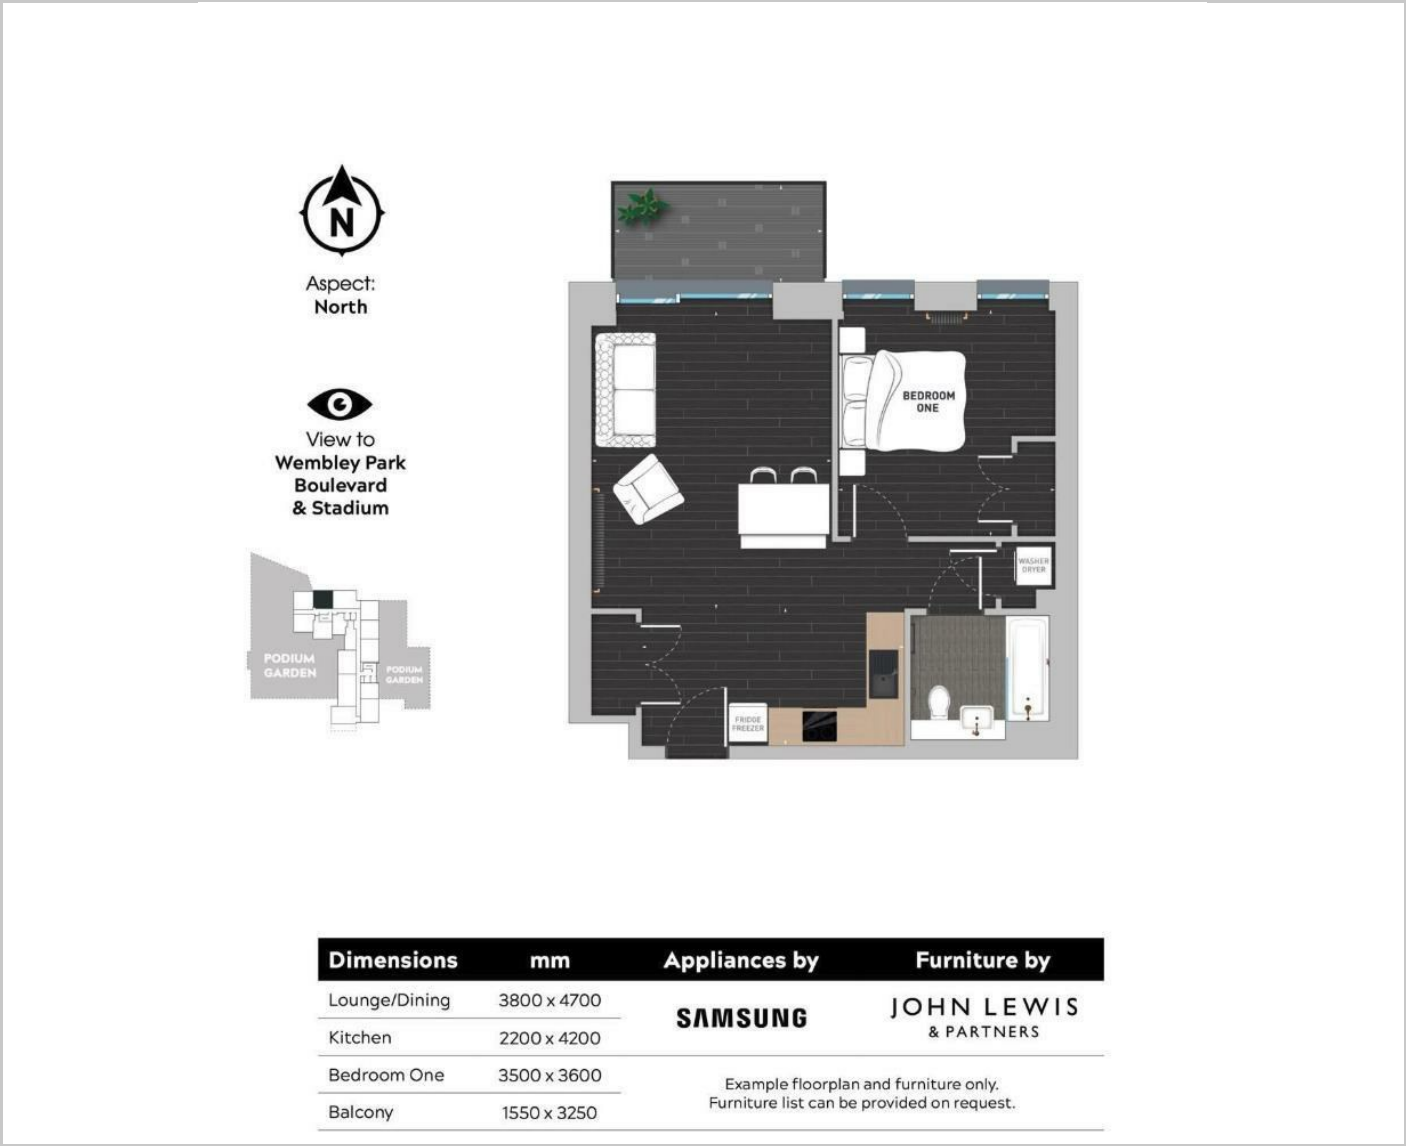 N
Aspect:
North
View to
Wembley Park
Boulevard
& Stadium
PODIUM
GARDEN
PODIUM
GARDEN
BEDROOM
ONE
WASHER
DRYER
FRIDGE
FREEZER
Dimensions mm Appliances by Furniture by
Lounge/Dining 3800 x 4700
Kitchen 2200 x 4200
Bedroom One 3500 x 3600
Balcony 1550 x 3250
SAMSUNG
JOHN LEWIS
& PARTNERS
Example floorplan and furniture only.
Furniture list can be provided on request.